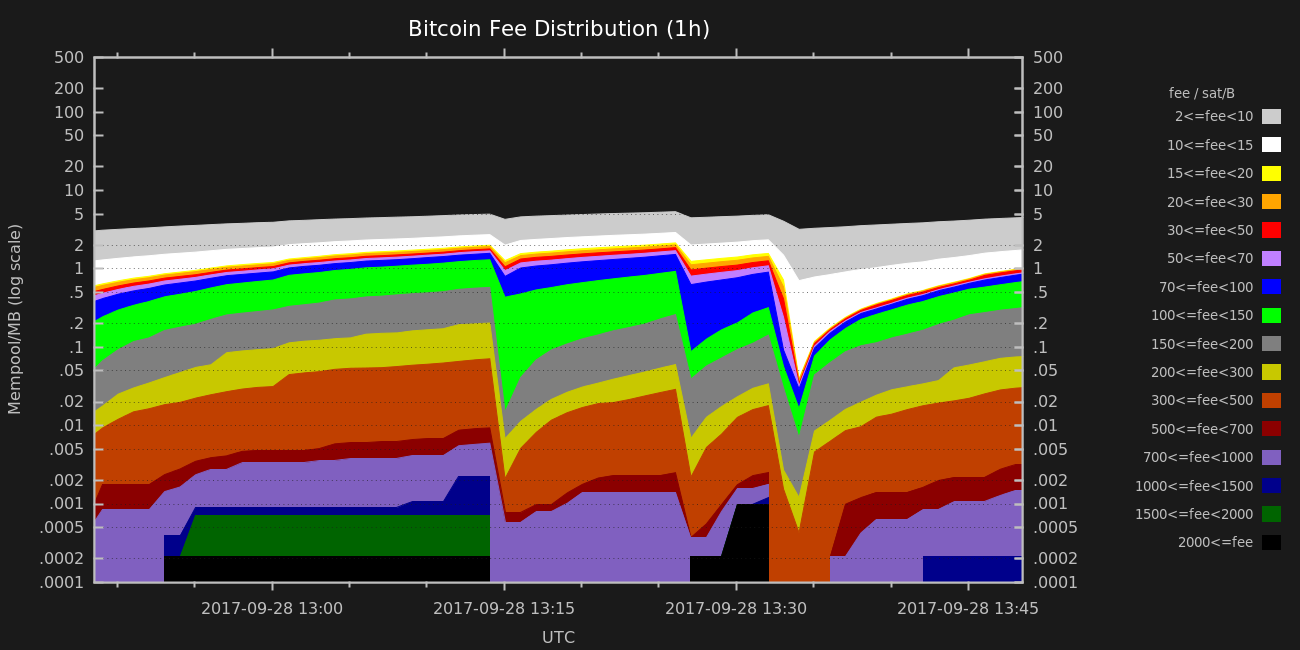 Bitcoin Fee Distribution (1h)
500 500
200 200
100 100
50 50
20 20
10 10
5 5
2 2
1 1
.5 .5
.2 .2
.1 .1
.05 .05
.02 .02
.01 .01
.005 .005
.002 .002
.001 .001
.0005 .0005
.0002 .0002
.0001 .0001
Mempool/MB (log scale)
2017-09-28 13:00 2017-09-28 13:15 2017-09-28 13:30 2017-09-28 13:45
UTC
fee / sat/B
2<=fee<10
10<=fee<15
15<=fee<20
20<=fee<30
30<=fee<50
50<=fee<70
70<=fee<100
100<=fee<150
150<=fee<200
200<=fee<300
300<=fee<500
500<=fee<700
700<=fee<1000
1000<=fee<1500
1500<=fee<2000
2000<=fee